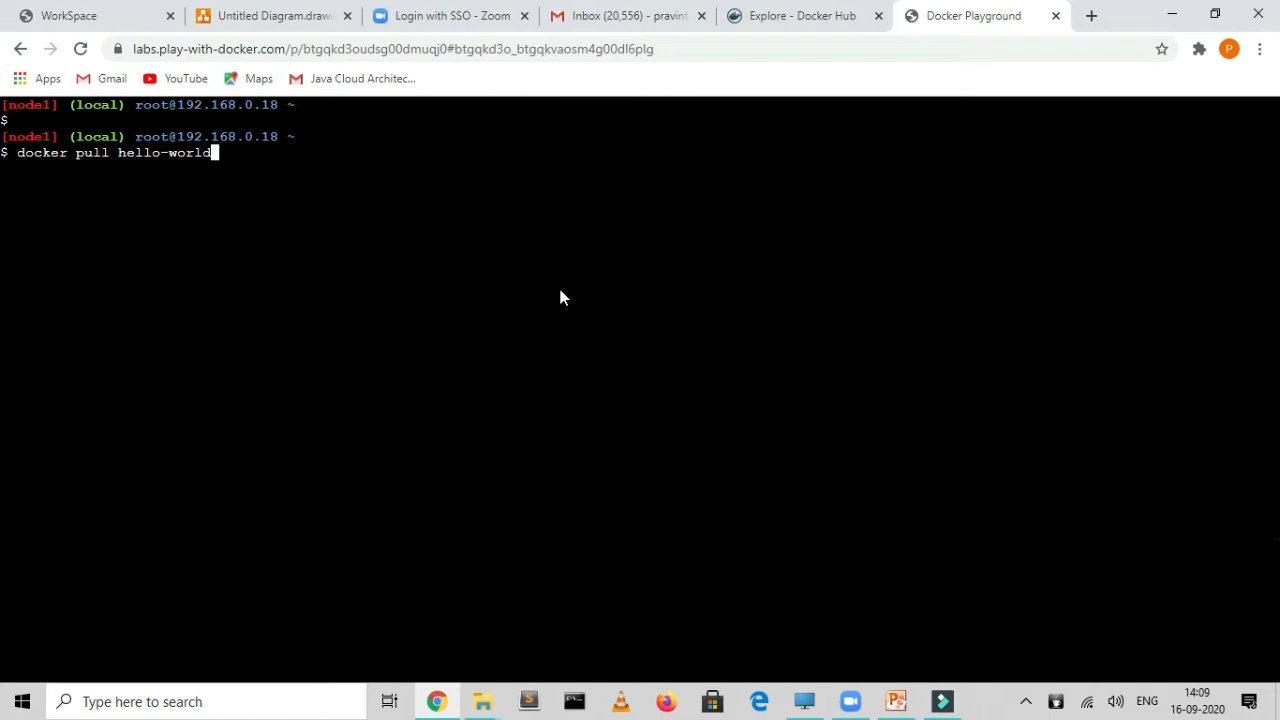 WorkSpace
Untitled Diagram.drawi
Login with SSO - Zoom
Inbox (20,556) - pravint
Explore - Docker Hub
Docker Playground
labs.play-with-docker.com/p/btgqkd3oudsg00dmuqj0#btgqkd3o_btgqkvaosm4g00dl6plg
P
Apps
Gmail
YouTube
Maps
Java Cloud Architec...
[node1] (local) root@192.168.0.18 ~
$
[node1] (local) root@192.168.0.18 ~
$ docker pull hello-world
Type here to search
ENG
14:09
16-09-2020